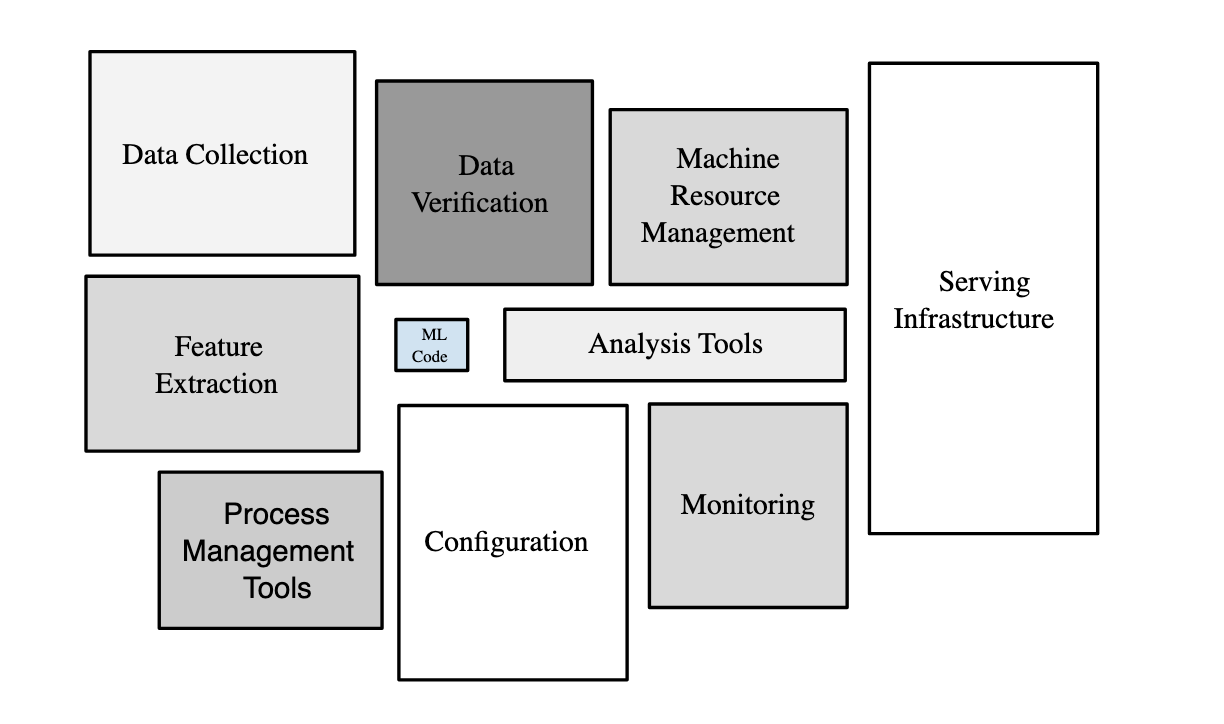 Data Collection
Data
Verification
Machine
Resource
Management
Serving
Infrastructure
Feature
Extraction
ML
Code
Analysis Tools
Process
Management
Tools
Configuration
Monitoring